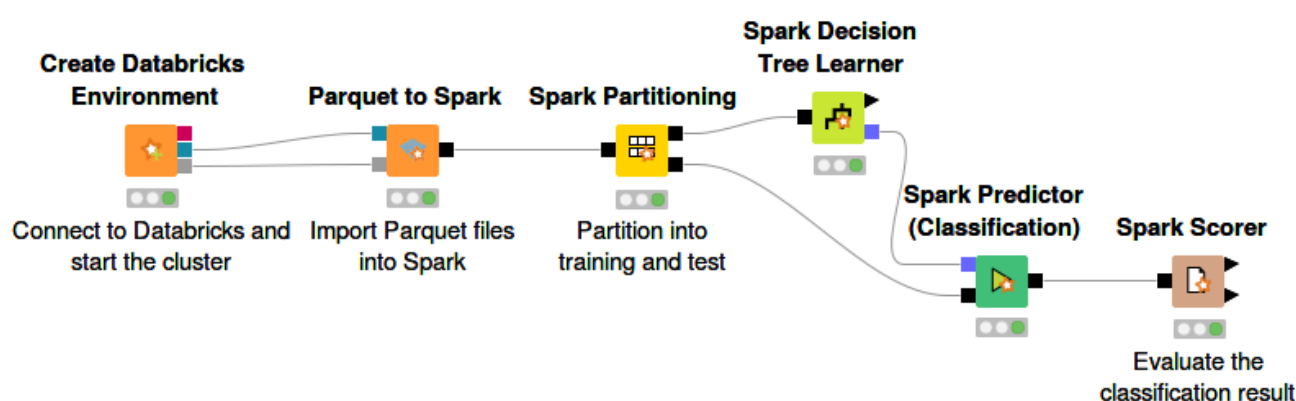 Create Databricks
Environment
Connect to Databricks and
start the cluster
Parquet to Spark
Import Parquet files
into Spark
Spark Partitioning
Partition into
training and test
Spark Decision
Tree Learner
Spark Predictor
(Classification)
Spark Scorer
Evaluate the
classification result